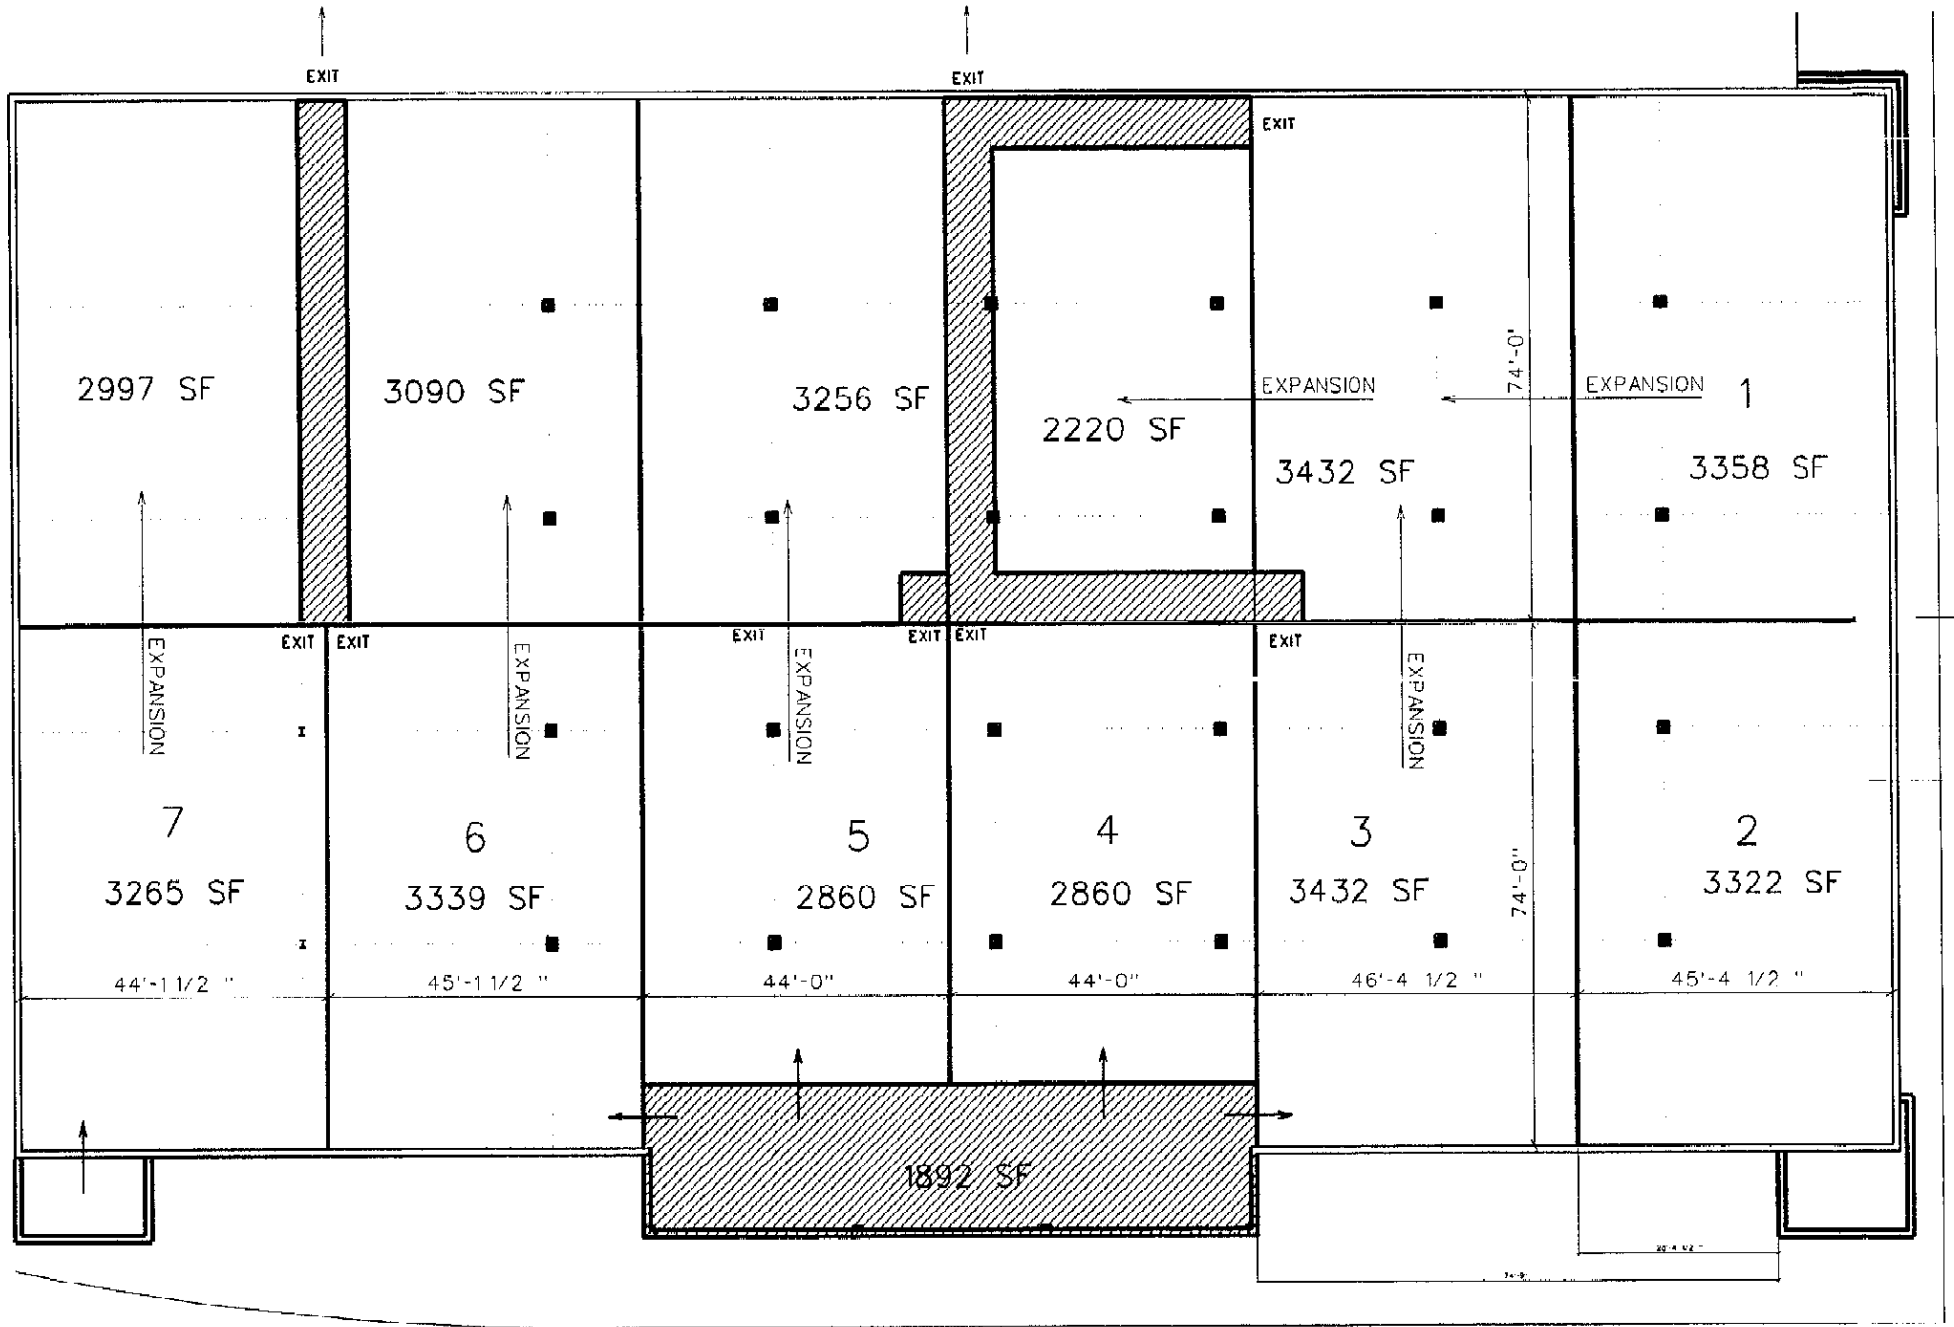 EXIT
EXIT
EXIT
2997 SF
3090 SF
3256 SF
2220 SF
EXPANSION
EXPANSION
74'-0"
1
3432 SF
3358 SF
EXIT
EXIT
EXIT
EXIT
EXIT
EXIT
EXPANSION
EXPANSION
EXPANSION
EXPANSION
7
6
5
4
3
2
3265 SF
3339 SF
2860 SF
2860 SF
3432 SF
74'-0"
3322 SF
44'-1 1/2 "
45'-1 1/2 "
44'-0"
44'-0"
46'-4 1/2 "
45'-4 1/2 "
1892 SF